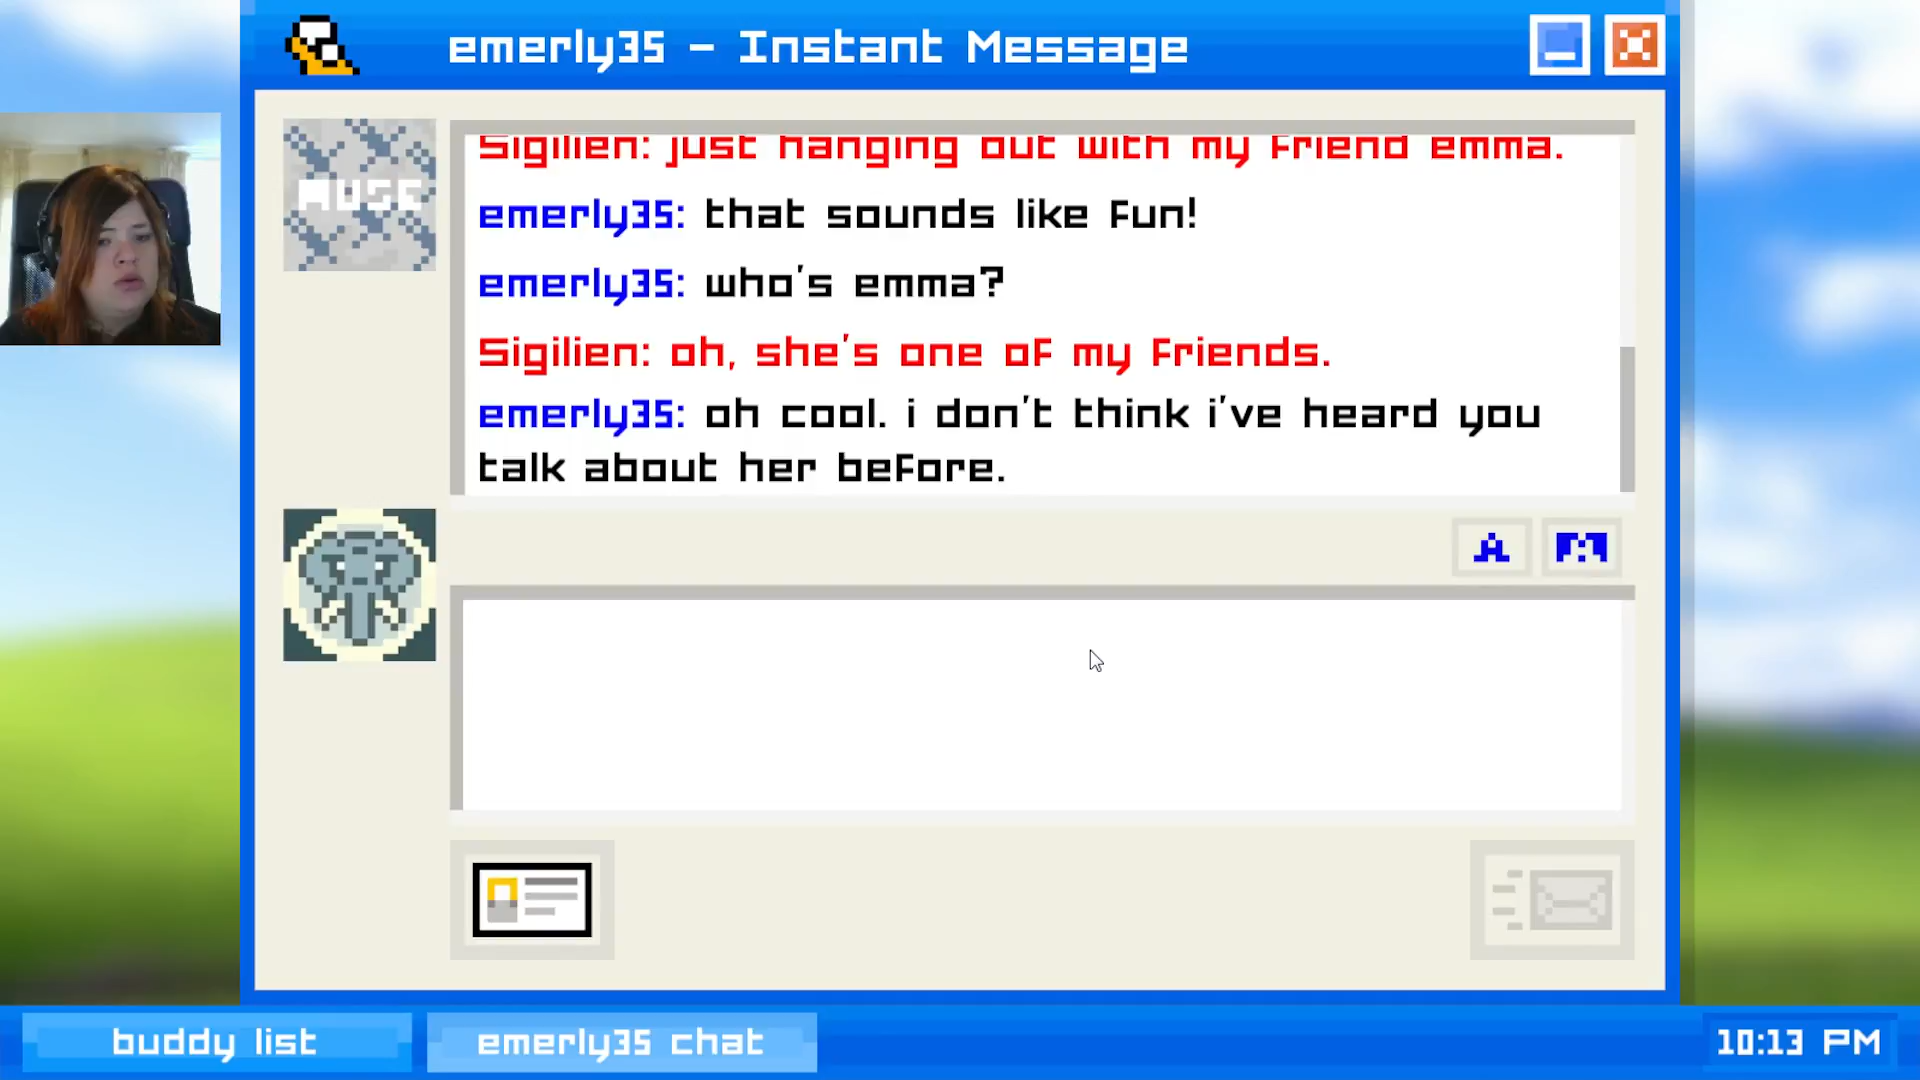 emerly35 - Instant Message
MUSE
Sigilien: just hanging out with my friend emma.
emerly35: that sounds like fun!
emerly35: who's emma?
Sigilien: oh, she's one of my friends.
emerly35: oh cool. i don't think i've heard you
talk about her before.
A
buddy list
emerly35 chat
10:13 PM